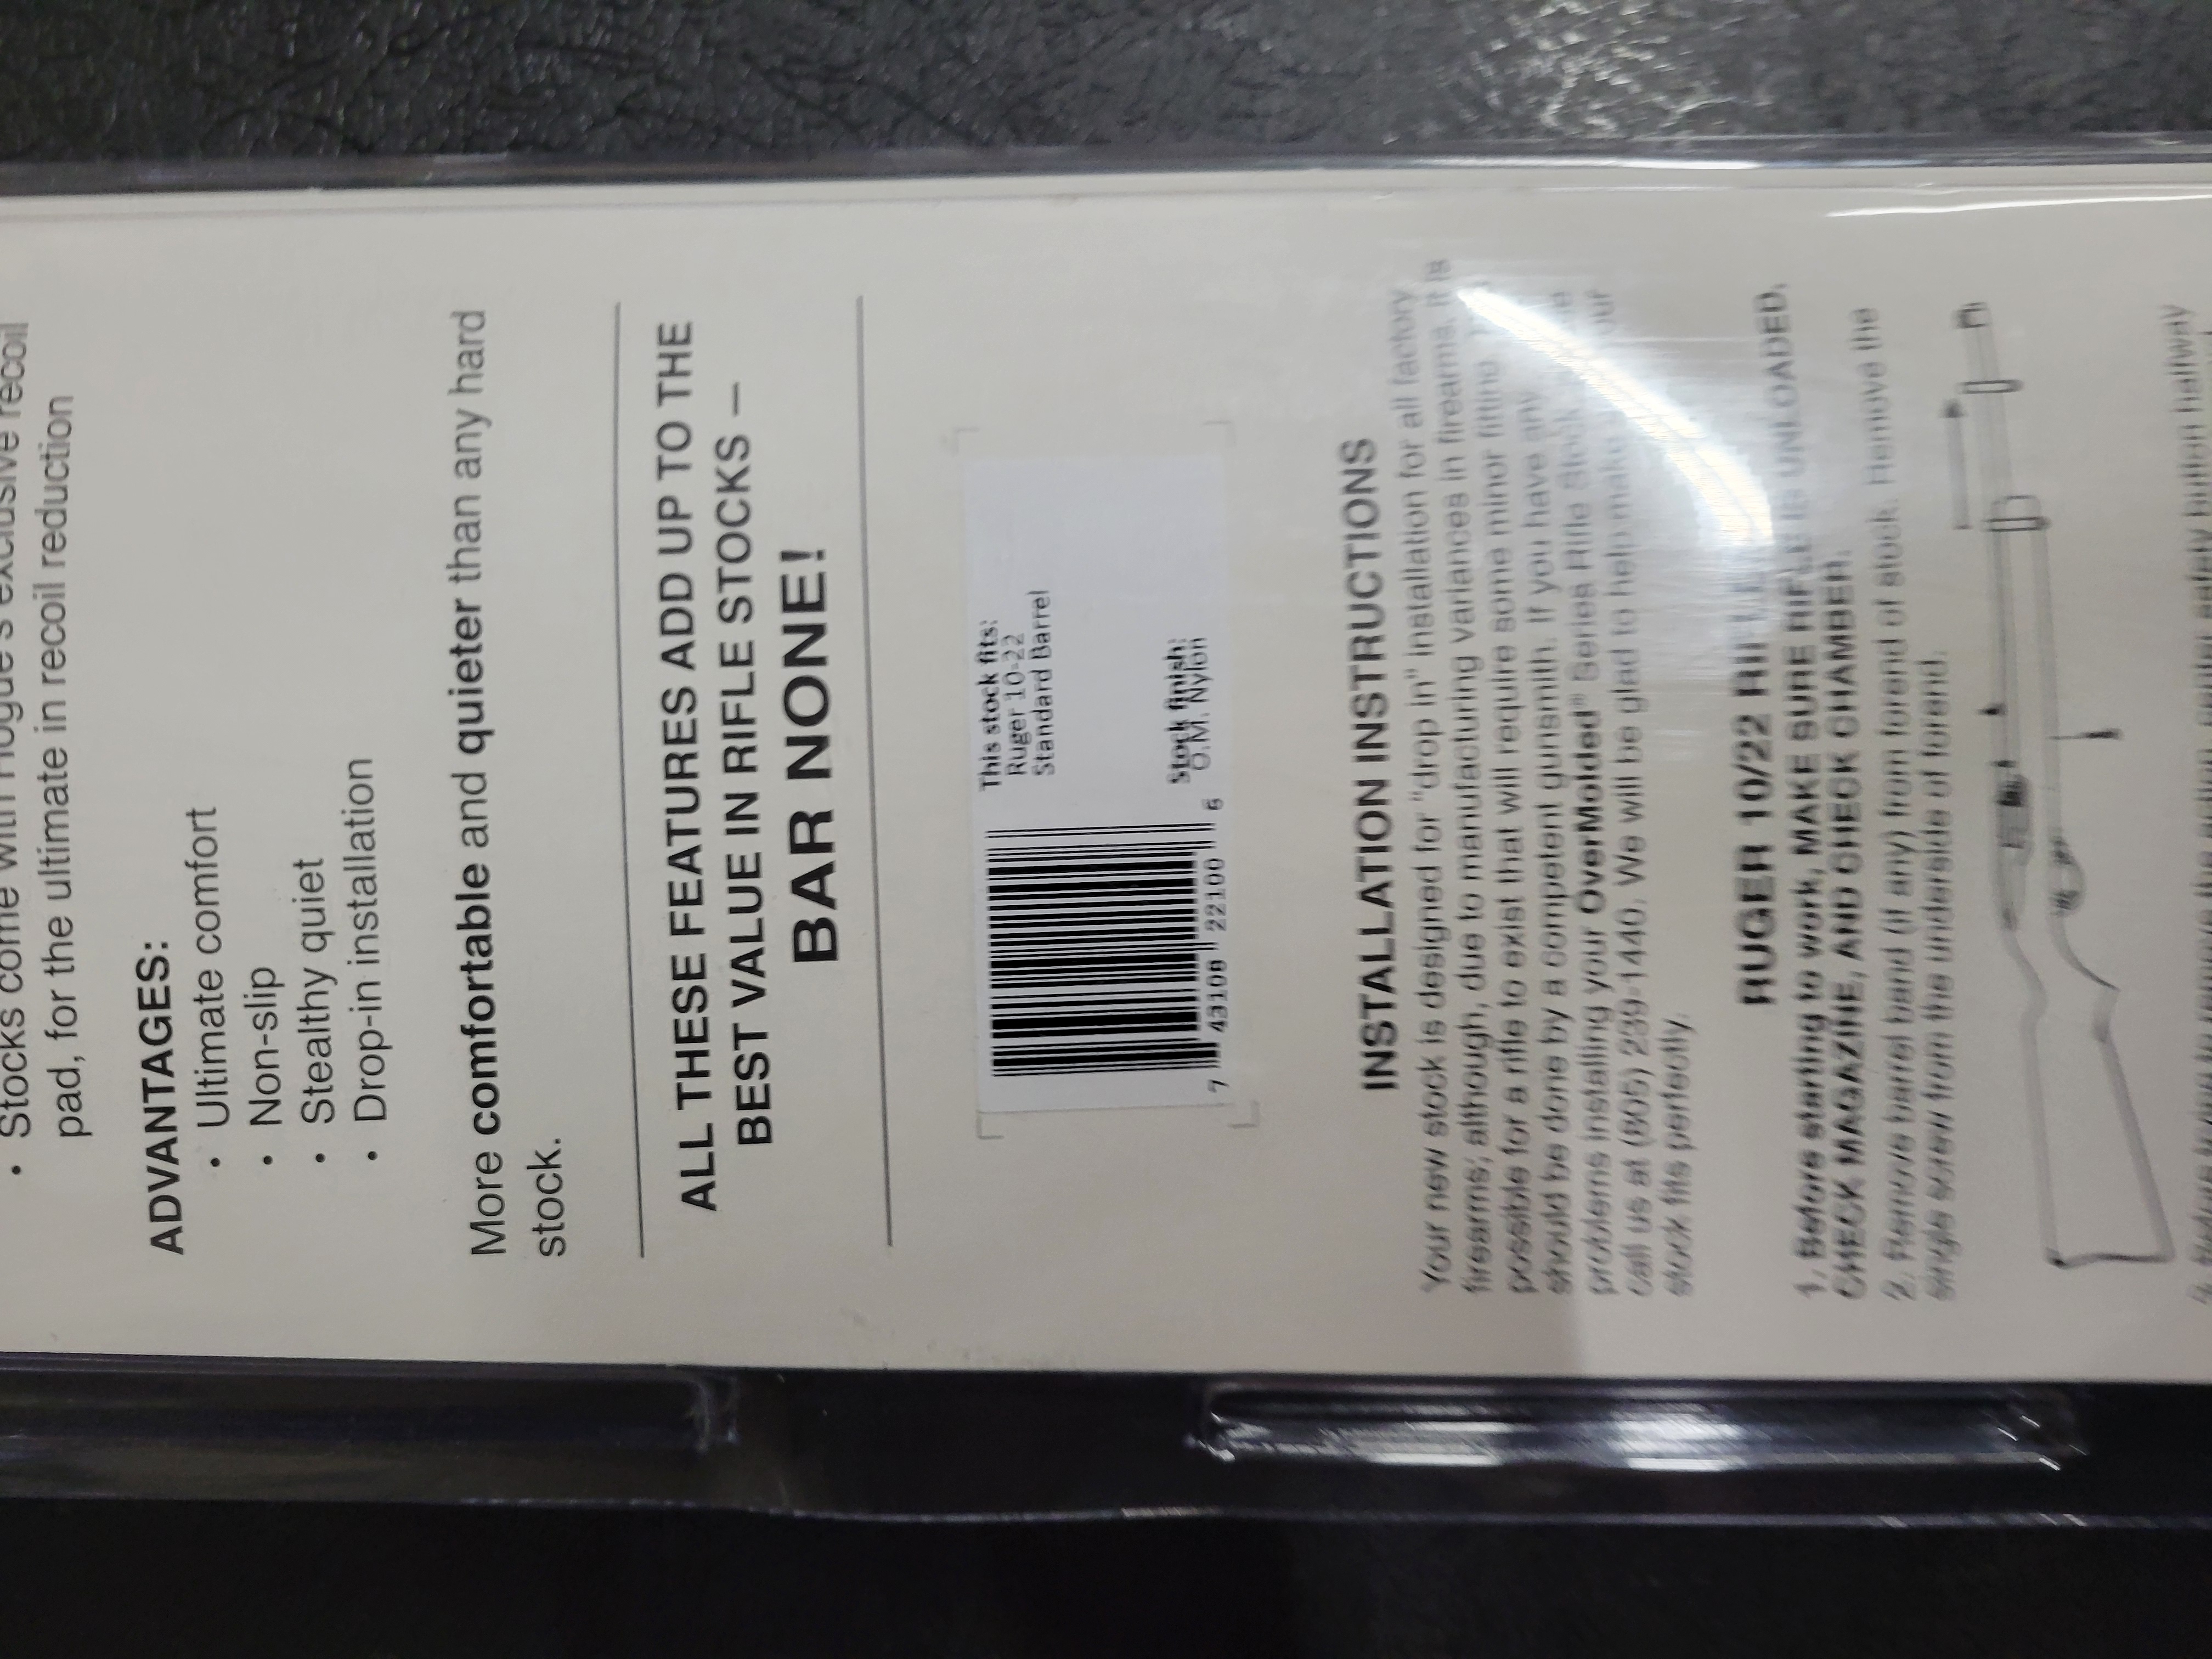 • Stocks come with Hogue's exclusive recoil
pad, for the ultimate in recoil reduction
ADVANTAGES:
• Ultimate comfort
• Non-slip
• Stealthy quiet
• Drop-in installation
More comfortable and quieter than any hard
stock.
ALL THESE FEATURES ADD UP TO THE
BEST VALUE IN RIFLE STOCKS –
BAR NONE!
This stock fits:
Ruger 10-22
Standard Barrel
Stock finish:
O.M. Nylon
7 43108 22100 6
INSTALLATION INSTRUCTIONS
Your new stock is designed for "drop in" installation for all factory
firearms; although, due to manufacturing variances in firearms, it is
possible for a rifle to exist that will require some minor fitting.
should be done by a competent gunsmith. If you have any
problems installing your OverMolded® Series Rifle Stock,
call us at (805) 239-1440. We will be glad to help make
stock fits perfectly.
RUGER 10/22 RIFLE
1. Before starting to work, MAKE SURE RIFLE IS UNLOADED,
CHECK MAGAZINE, AND CHECK CHAMBER.
2. Remove barrel band (if any) from forend of stock. Remove the
single screw from the underside of forend.
safety button halfway